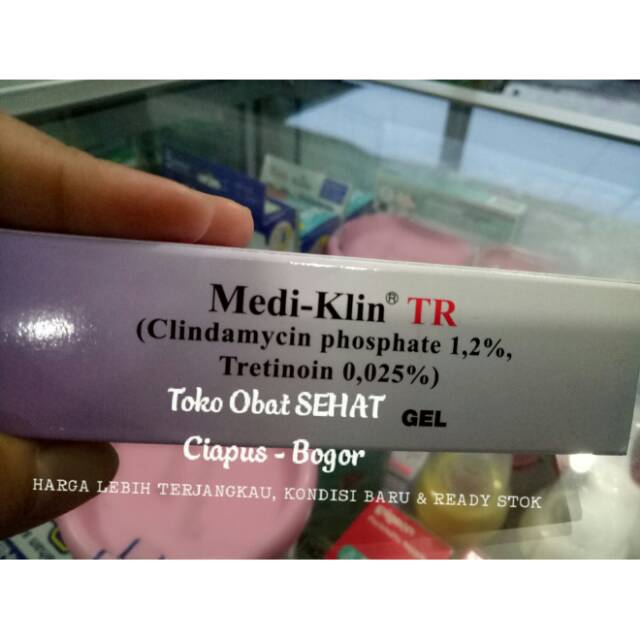 Medi-Klin® TR
(Clindamycin phosphate 1,2%,
Tretinoin 0,025%)
GEL
Toko Obat SEHAT
Ciapus - Bogor
HARGA LEBIH TERJANGKAU, KONDISI BARU & READY STOK
pigeon